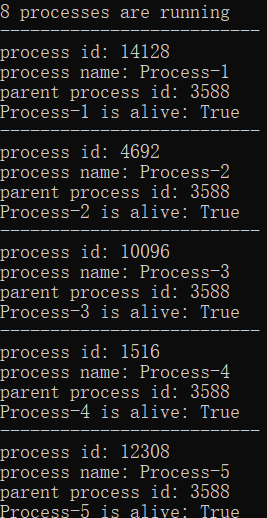 8 processes are running
--------------------------
process id: 14128
process name: Process-1
parent process id: 3588
Process-1 is alive: True
--------------------------
process id: 4692
process name: Process-2
parent process id: 3588
Process-2 is alive: True
--------------------------
process id: 10096
process name: Process-3
parent process id: 3588
Process-3 is alive: True
--------------------------
process id: 1516
process name: Process-4
parent process id: 3588
Process-4 is alive: True
--------------------------
process id: 12308
process name: Process-5
parent process id: 3588
Process-5 is alive: True